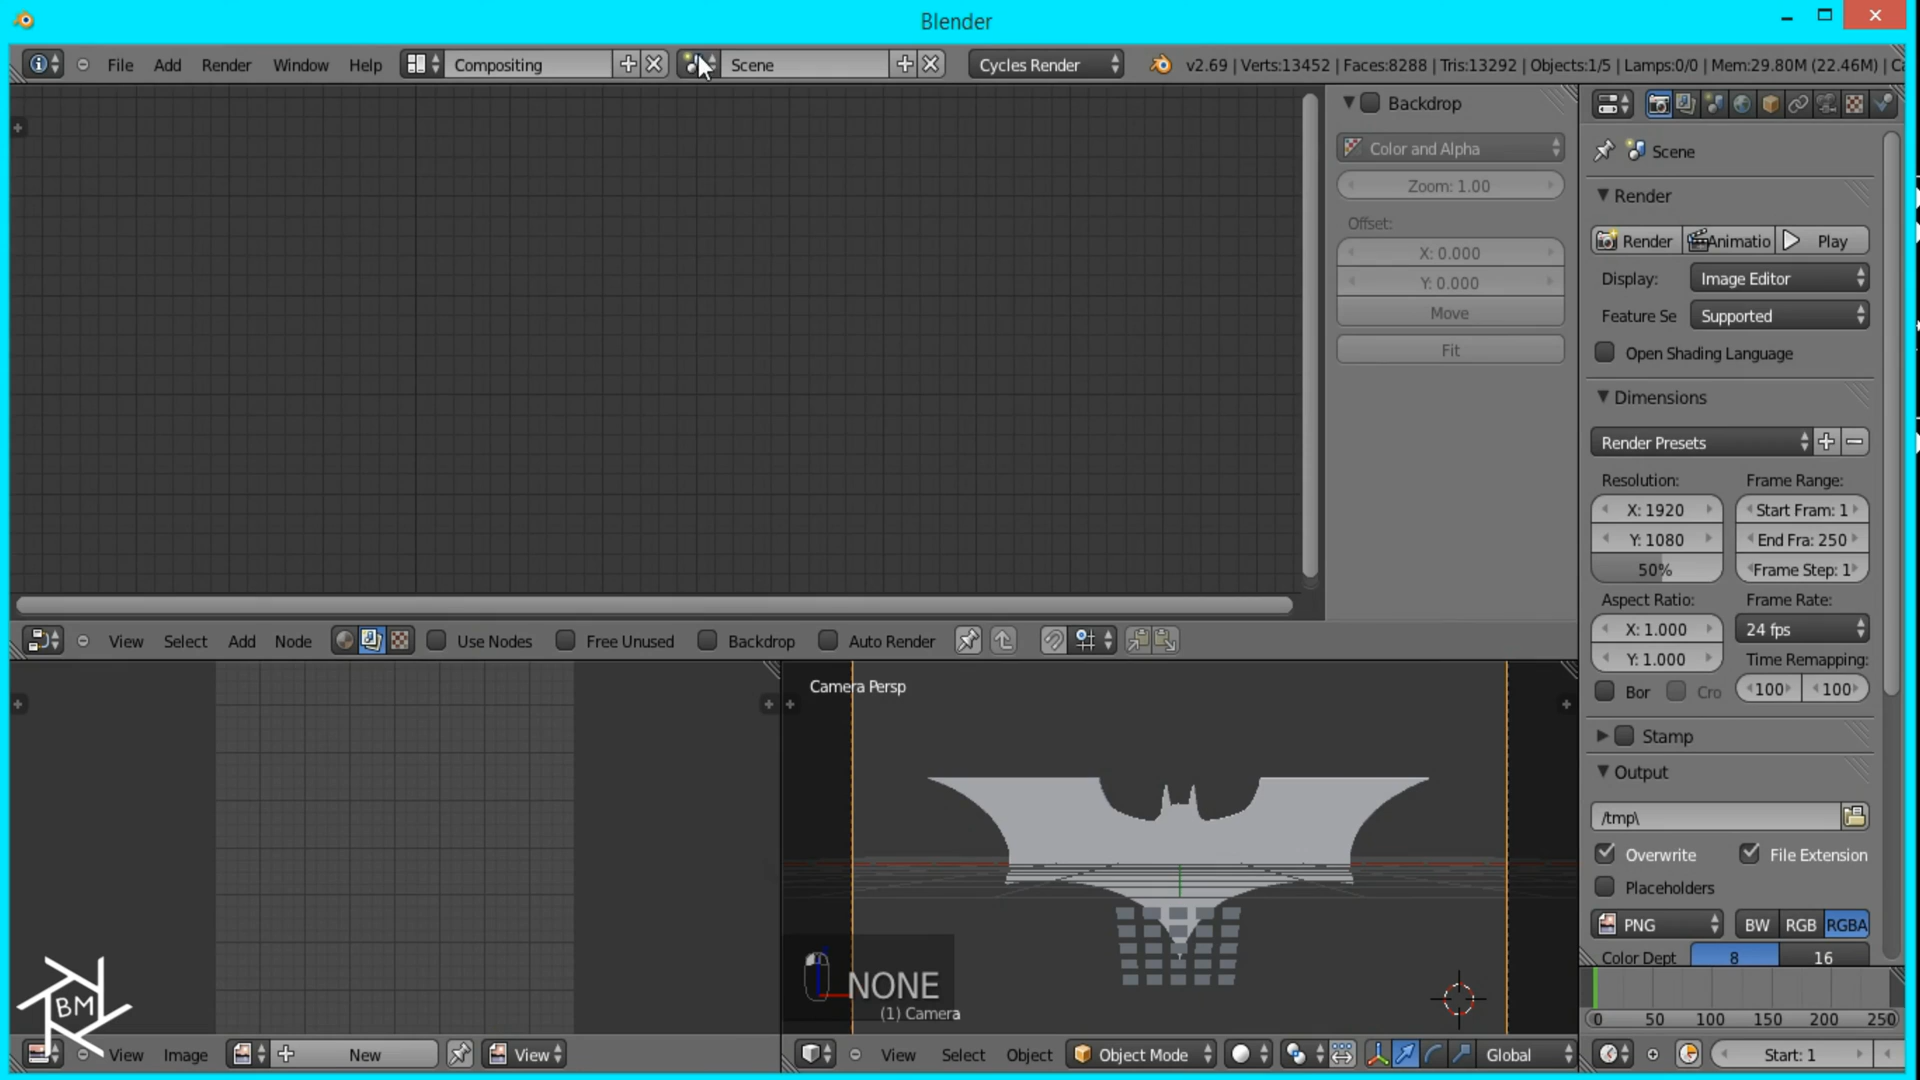 Blender
File Add Render Window Help Compositing Scene Cycles Render v2.69 | Verts:13452 | Faces:8288 | Tris:13292 | Objects:1/5 | Lamps:0/0 | Mem:29.80M (22.46M) | Ca
Backdrop
Color and Alpha
Zoom: 1.00
Offset:
X: 0.000
Y: 0.000
Move
Fit
Scene
Render
Render Animatio Play
Display: Image Editor
Feature Se Supported
Open Shading Language
Dimensions
Render Presets
Resolution: Frame Range:
X: 1920 Start Fram: 1
Y: 1080 End Fra: 250
50% Frame Step: 1
Aspect Ratio: Frame Rate:
X: 1.000 24 fps
Y: 1.000 Time Remapping:
Bor Cro 100 100
Stamp
Output
/tmp\
Overwrite File Extension
Placeholders
PNG BW RGB RGBA
Color Dept 8 16
0 50 100 150 200 250
Start: 1
View Select Add Node Use Nodes Free Unused Backdrop Auto Render
Camera Persp
NONE
(1) Camera
BM
View Image New View
View Select Object Object Mode Global